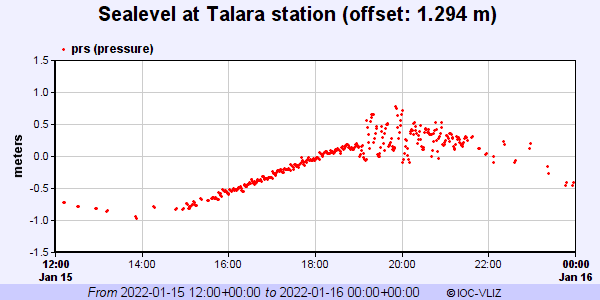 Sealevel at Talara station (offset: 1.294 m)
prs (pressure)
1.5
1.0
0.5
0.0
-0.5
-1.0
-1.5
meters
12:00 14:00 16:00 18:00 20:00 22:00 00:00
Jan 15 Jan 16
From 2022-01-15 12:00+00:00 to 2022-01-16 00:00+00:00 © IOC-VLIZ